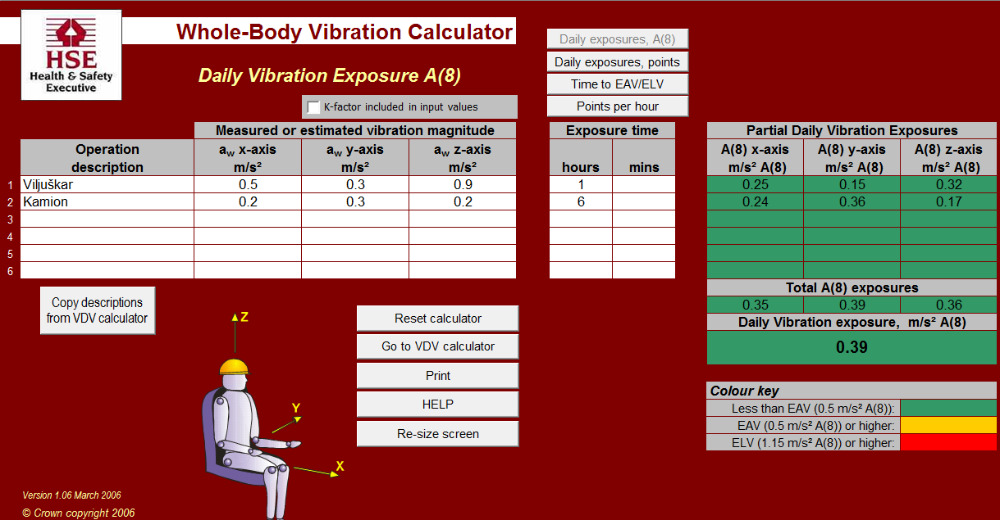 HSE
Health & Safety
Executive
Whole-Body Vibration Calculator
Daily Vibration Exposure A(8)
K-factor included in input values
Daily exposures, A(8)
Daily exposures, points
Time to EAV/ELV
Points per hour
Measured or estimated vibration magnitude
Exposure time
Partial Daily Vibration Exposures
Operation description
aw x-axis m/s²
aw y-axis m/s²
aw z-axis m/s²
hours mins
A(8) x-axis m/s² A(8)
A(8) y-axis m/s² A(8)
A(8) z-axis m/s² A(8)
1 Viljuškar 0.5 0.3 0.9 1 0.25 0.15 0.32
2 Kamion 0.2 0.3 0.2 6 0.24 0.36 0.17
3
4
5
6
Total A(8) exposures
0.35 0.39 0.36
Daily Vibration exposure, m/s² A(8)
0.39
Copy descriptions
from VDV calculator
Z
Y
X
Reset calculator
Go to VDV calculator
Print
HELP
Re-size screen
Colour key
Less than EAV (0.5 m/s² A(8)):
EAV (0.5 m/s² A(8)) or higher:
ELV (1.15 m/s² A(8)) or higher:
Version 1.06 March 2006
© Crown copyright 2006